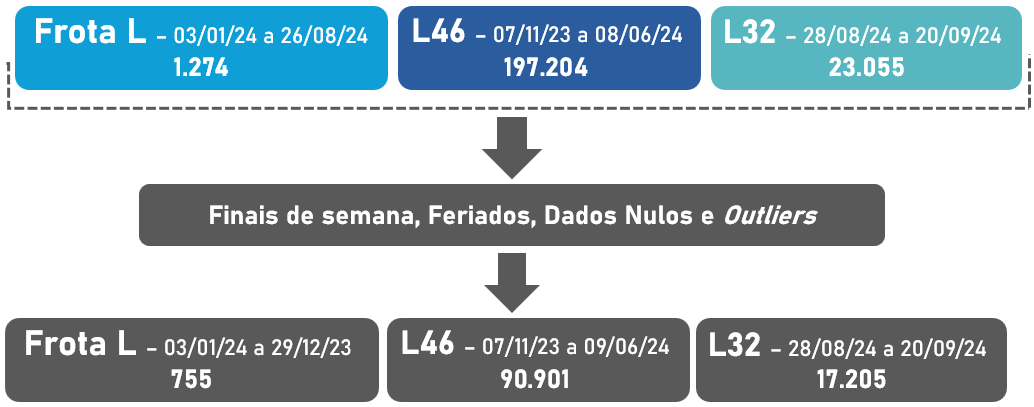 Frota L – 03/01/24 a 26/08/24
1.274
L46 – 07/11/23 a 08/06/24
197.204
L32 – 28/08/24 a 20/09/24
23.055
Finais de semana, Feriados, Dados Nulos e Outliers
Frota L – 03/01/24 a 29/12/23
755
L46 – 07/11/23 a 09/06/24
90.901
L32 – 28/08/24 a 20/09/24
17.205